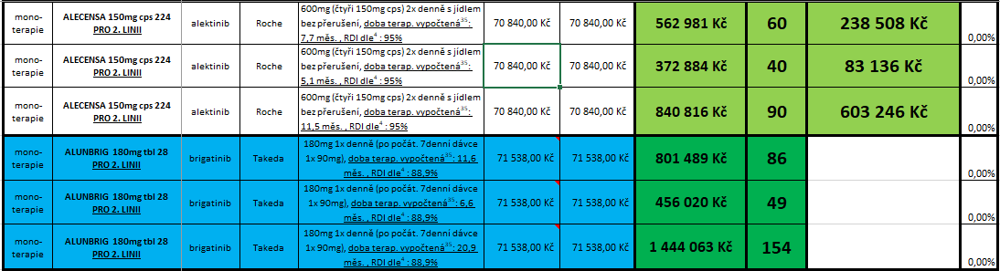 mono-
terapie
ALECENSA 150mg cps 224
PRO 2. LINII
alektinib
Roche
600mg (čtyři 150mg cps) 2x denně s jídlem
bez přerušení, doba terap. vypočtená35:
7,7 měs. , RDI dle4 : 95%
70 840,00 Kč
70 840,00 Kč
562 981 Kč
60
238 508 Kč
0,00%
mono-
terapie
ALECENSA 150mg cps 224
PRO 2. LINII
alektinib
Roche
600mg (čtyři 150mg cps) 2x denně s jídlem
bez přerušení, doba terap. vypočtená35:
5,1 měs. , RDI dle4 : 95%
70 840,00 Kč
70 840,00 Kč
372 884 Kč
40
83 136 Kč
0,00%
mono-
terapie
ALECENSA 150mg cps 224
PRO 2. LINII
alektinib
Roche
600mg (čtyři 150mg cps) 2x denně s jídlem
bez přerušení, doba terap. vypočtená35:
11,5 měs. , RDI dle4 : 95%
70 840,00 Kč
70 840,00 Kč
840 816 Kč
90
603 246 Kč
0,00%
mono-
terapie
ALUNBRIG 180mg tbl 28
PRO 2. LINII
brigatinib
Takeda
180mg 1x denně (po počát. 7denní dávce
1x 90mg), doba terap. vypočtená35: 11,6
měs. , RDI dle4 : 88,9%
71 538,00 Kč
71 538,00 Kč
801 489 Kč
86
0,00%
mono-
terapie
ALUNBRIG 180mg tbl 28
PRO 2. LINII
brigatinib
Takeda
180mg 1x denně (po počát. 7denní dávce
1x 90mg), doba terap. vypočtená35: 6,6
měs. , RDI dle4 : 88,9%
71 538,00 Kč
71 538,00 Kč
456 020 Kč
49
0,00%
mono-
terapie
ALUNBRIG 180mg tbl 28
PRO 2. LINII
brigatinib
Takeda
180mg 1x denně (po počát. 7denní dávce
1x 90mg), doba terap. vypočtená35: 20,9
měs. , RDI dle4 : 88,9%
71 538,00 Kč
71 538,00 Kč
1 444 063 Kč
154
0,00%